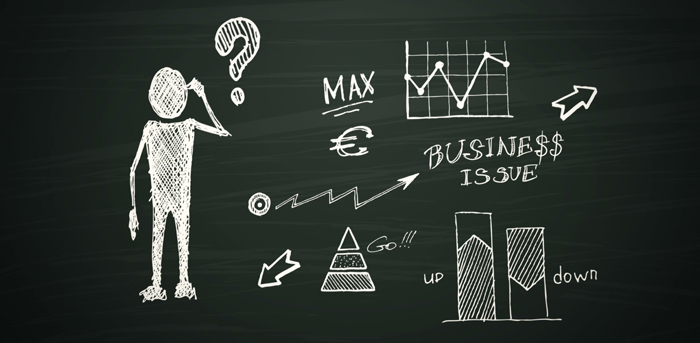 ?
MAX
€
BUSINE$$
ISSUE
Go!!!
up
down